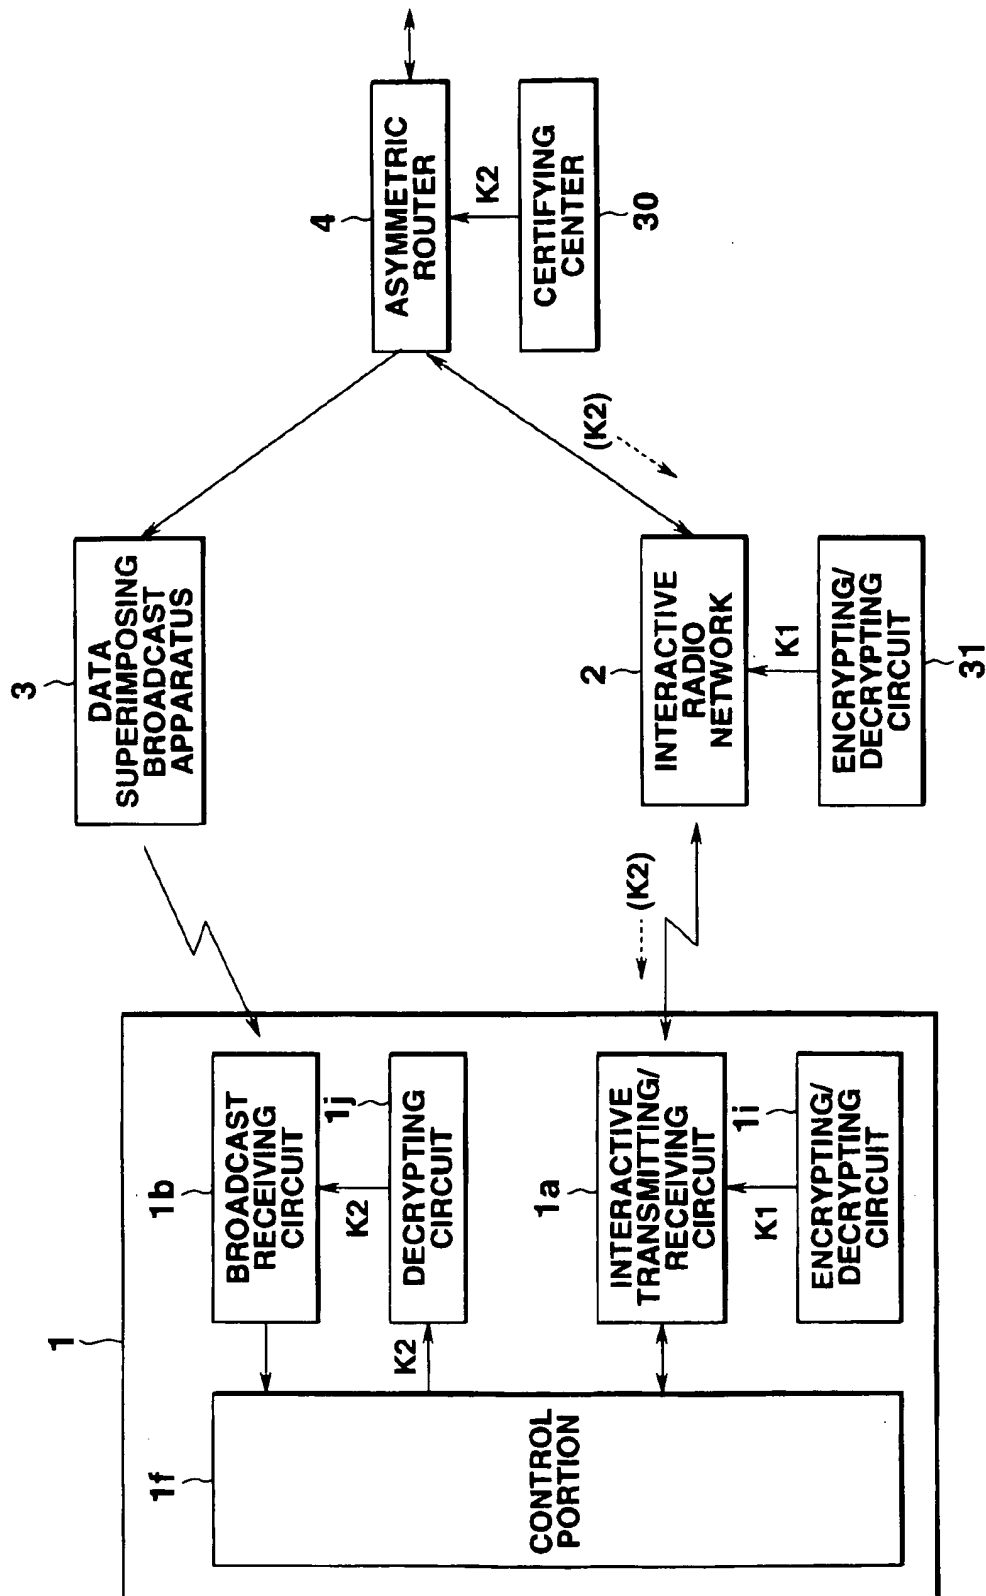 1
1f
CONTROL
PORTION
1b
BROADCAST
RECEIVING
CIRCUIT
K2
1j
DECRYPTING
CIRCUIT
K2
1a
INTERACTIVE
TRANSMITTING/
RECEIVING
CIRCUIT
K1
1i
ENCRYPTING/
DECRYPTING
CIRCUIT
3
DATA
SUPERIMPOSING
BROADCAST
APPARATUS
(K2)
2
INTERACTIVE
RADIO
NETWORK
K1
ENCRYPTING/
DECRYPTING
CIRCUIT
31
(K2)
4
ASYMMETRIC
ROUTER
K2
CERTIFYING
CENTER
30